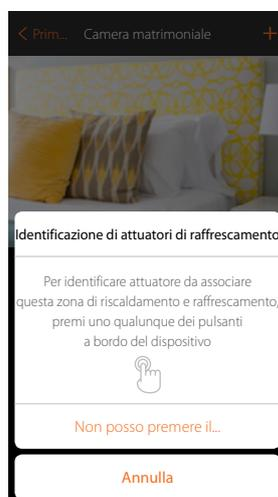 < Prim... Camera matrimoniale +
Identificazione di attuatori di raffrescamento
Per identificare attuatore da associare
questa zona di riscaldamento e raffrescamento,
premi uno qualunque dei pulsanti
a bordo del dispositivo
Non posso premere il...
Annulla